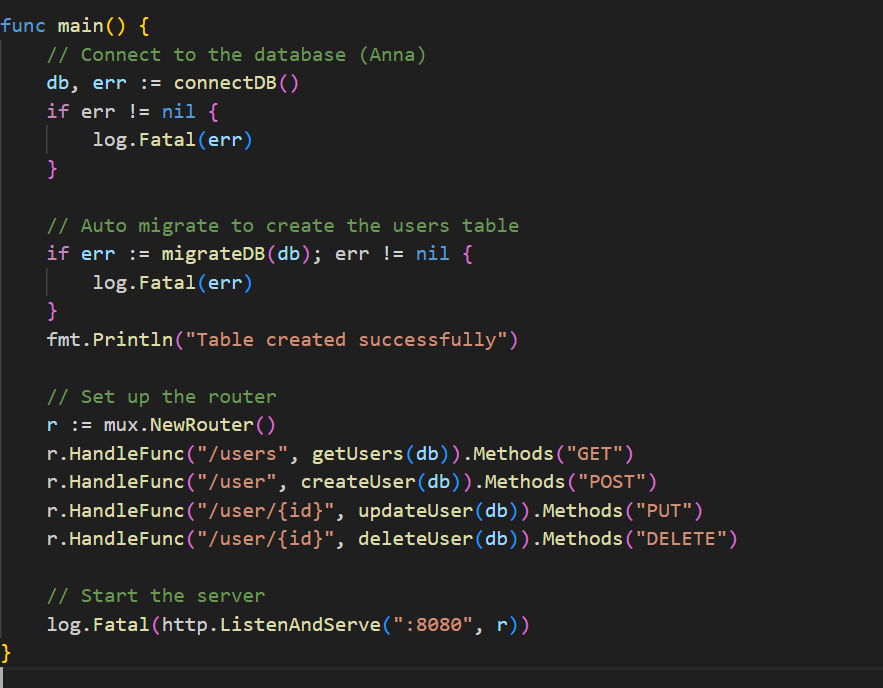 func main() {
    // Connect to the database (Anna)
    db, err := connectDB()
    if err != nil {
        log.Fatal(err)
    }

    // Auto migrate to create the users table
    if err := migrateDB(db); err != nil {
        log.Fatal(err)
    }
    fmt.Println("Table created successfully")

    // Set up the router
    r := mux.NewRouter()
    r.HandleFunc("/users", getUsers(db)).Methods("GET")
    r.HandleFunc("/user", createUser(db)).Methods("POST")
    r.HandleFunc("/user/{id}", updateUser(db)).Methods("PUT")
    r.HandleFunc("/user/{id}", deleteUser(db)).Methods("DELETE")

    // Start the server
    log.Fatal(http.ListenAndServe(":8080", r))
}